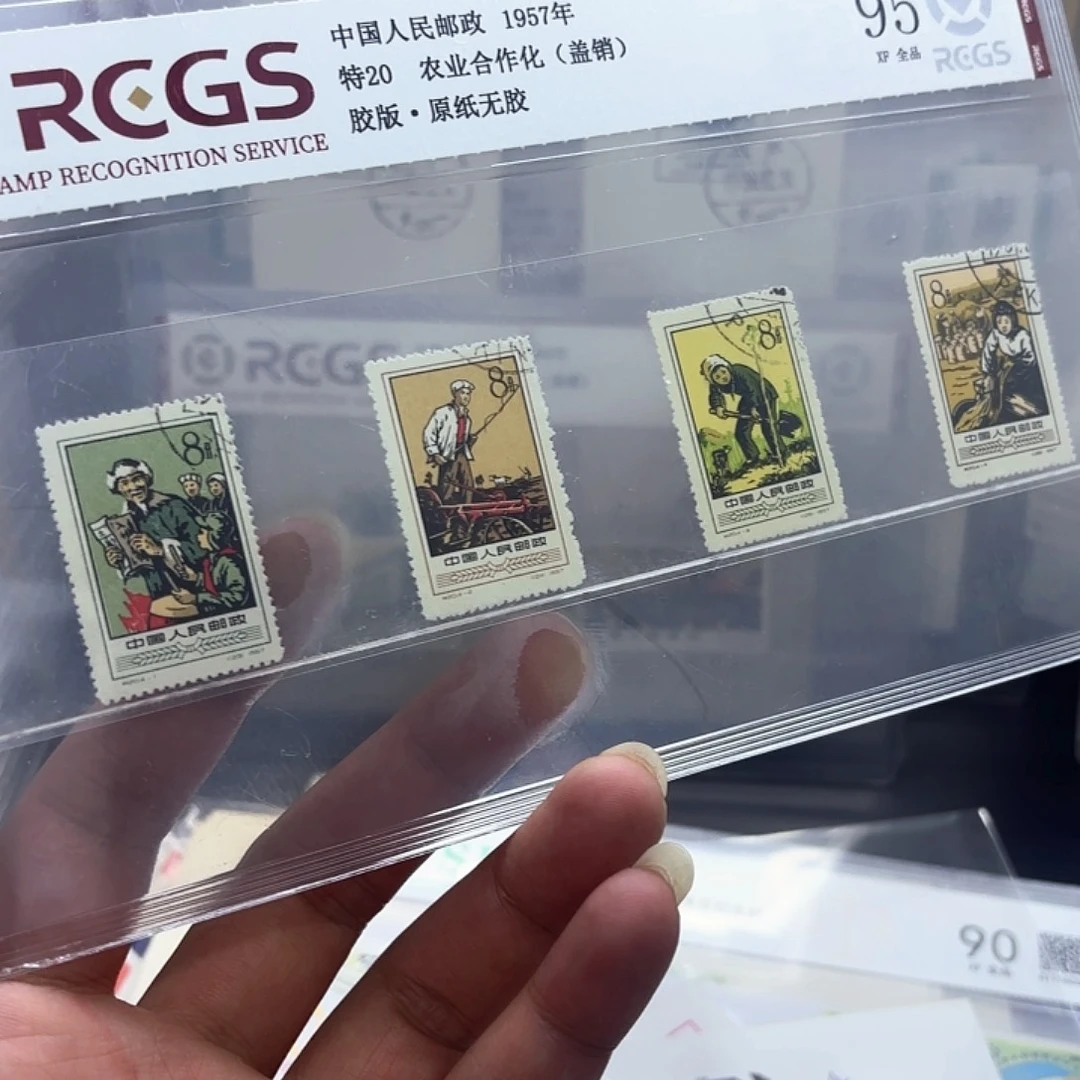 RCGS
AMP RECOGNITION SERVICE
中国人民邮政 1957年
特20 农业合作化（盖销）
胶版·原纸无胶
95
XF 全品
RCGS
RCGS
RCGS
RCGS
8
中国人民邮政
8
中国人民邮政
8
中国人民邮政
8
中国人民邮政
K
90